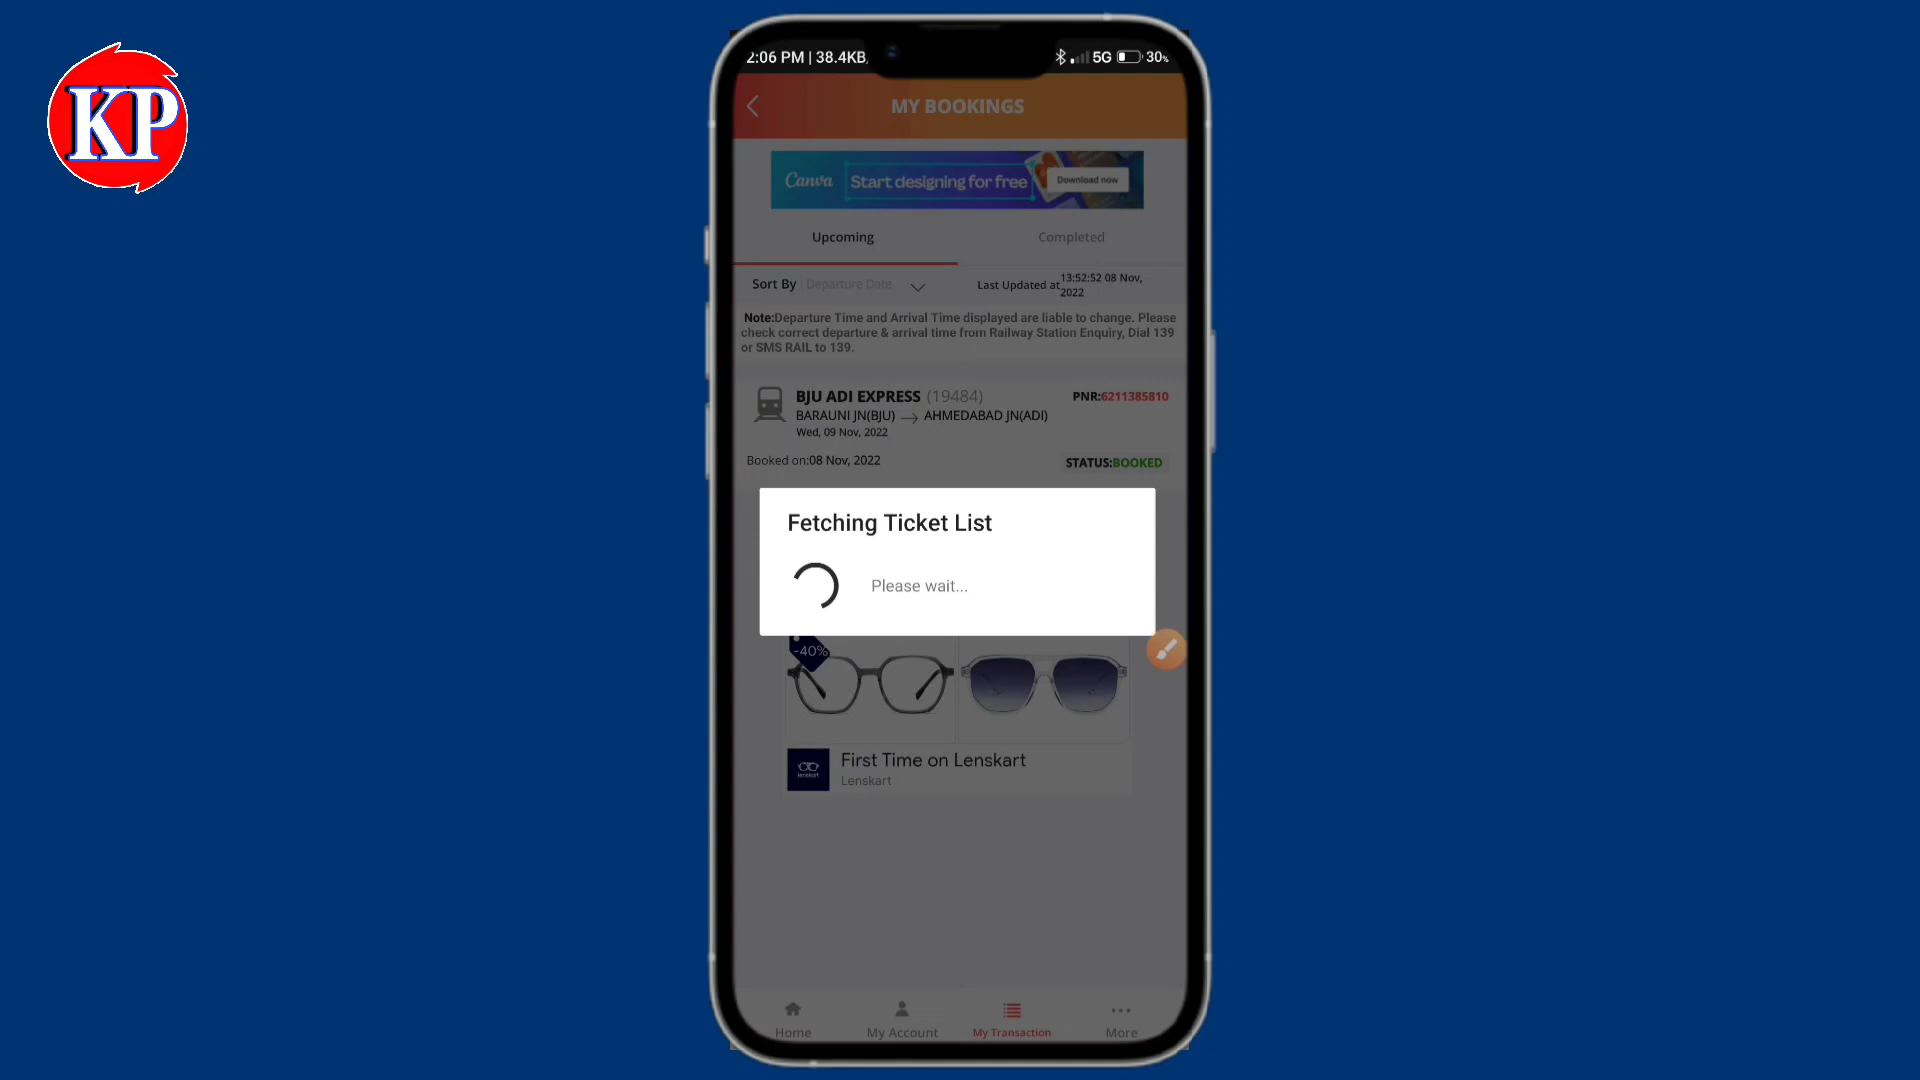 KP
2:06 PM | 38.4KB
5G 30%
MY BOOKINGS
Canva Start designing for free Download now
Upcoming Completed
Sort By Departure Date Last Updated at 13:52:52 08 Nov,
2022
Note:Departure Time and Arrival Time displayed are liable to change. Please
check correct departure & arrival time from Railway Station Enquiry, Dial 139
or SMS RAIL to 139.
BJU ADI EXPRESS (19484) PNR:6211385810
BARAUNI JN(BJU) → AHMEDABAD JN(ADI)
Wed, 09 Nov, 2022
Booked on:08 Nov, 2022 STATUS:BOOKED
Fetching Ticket List
Please wait...
-40%
First Time on Lenskart
lenskart Lenskart
Home My Account My Transaction More